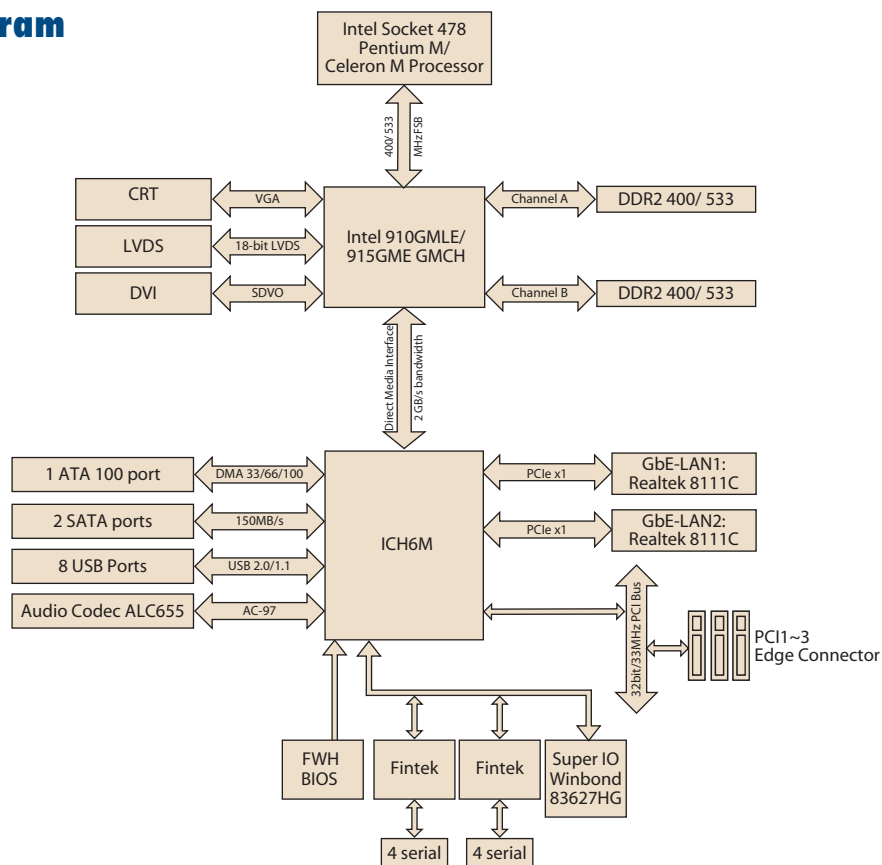 ram
Intel Socket 478
Pentium M/
Celeron M Processor
400/ 533
MHz FSB
CRT
VGA
Intel 910GMLE/
915GME GMCH
Channel A
DDR2 400/ 533
LVDS
18-bit LVDS
DVI
SDVO
Channel B
DDR2 400/ 533
Direct Media Interface
2 GB/s bandwidth
1 ATA 100 port
DMA 33/66/100
ICH6M
PCIe x1
GbE-LAN1:
Realtek 8111C
2 SATA ports
150MB/s
PCIe x1
GbE-LAN2:
Realtek 8111C
8 USB Ports
USB 2.0/1.1
Audio Codec ALC655
AC-97
32bit/33MHz PCI Bus
PCI1~3
Edge Connector
FWH
BIOS
Fintek
Fintek
Super IO
Winbond
83627HG
4 serial
4 serial